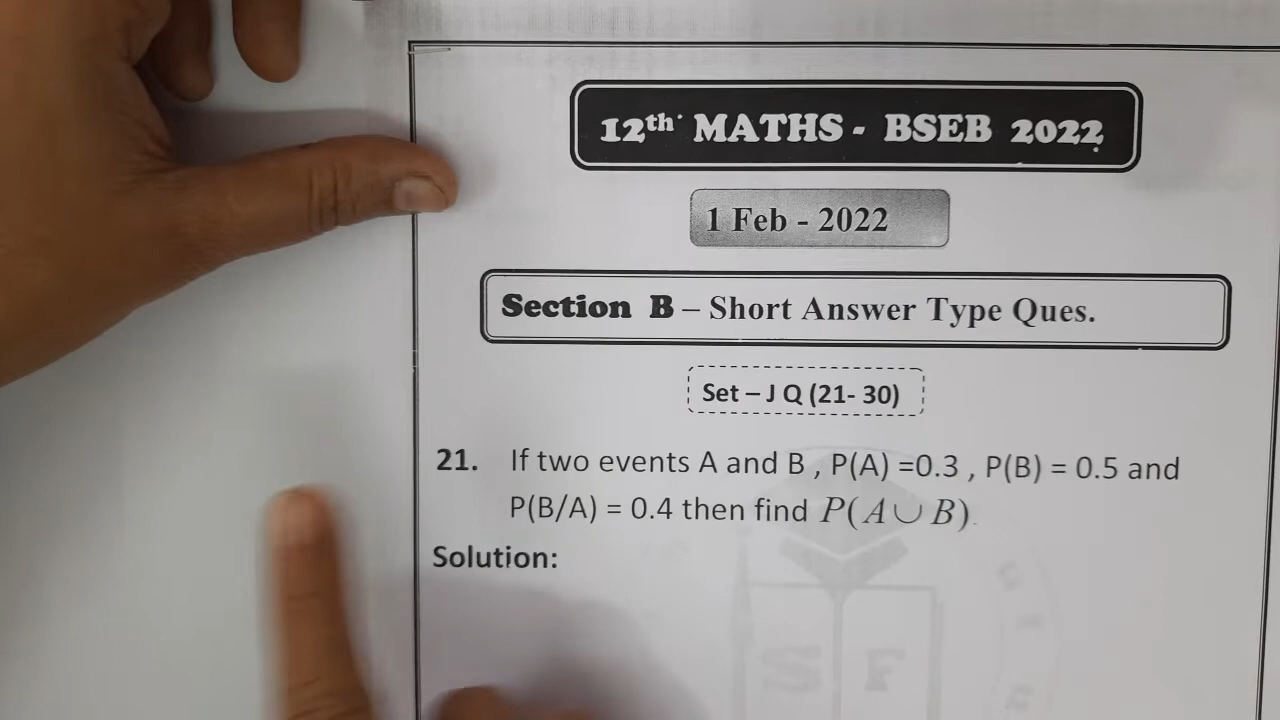 12th MATHS - BSEB 2022
1 Feb - 2022
Section B – Short Answer Type Ques.
Set – J Q (21- 30)
21. If two events A and B , P(A) =0.3 , P(B) = 0.5 and
P(B/A) = 0.4 then find P(A∪B).
Solution:
S F